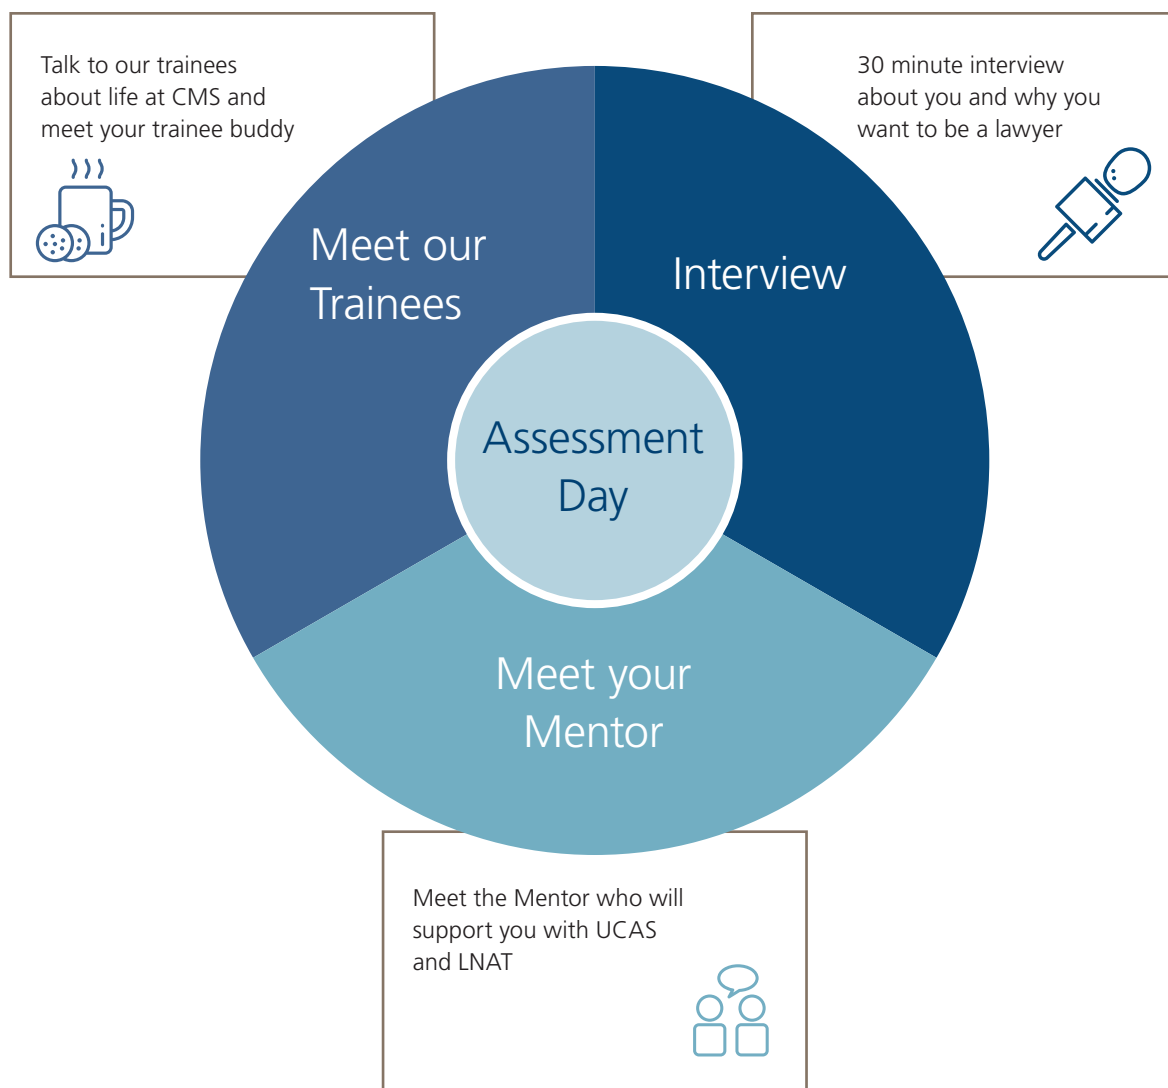 Talk to our trainees
about life at CMS and
meet your trainee buddy
30 minute interview
about you and why you
want to be a lawyer
Meet our
Trainees
Interview
Assessment
Day
Meet your
Mentor
Meet the Mentor who will
support you with UCAS
and LNAT